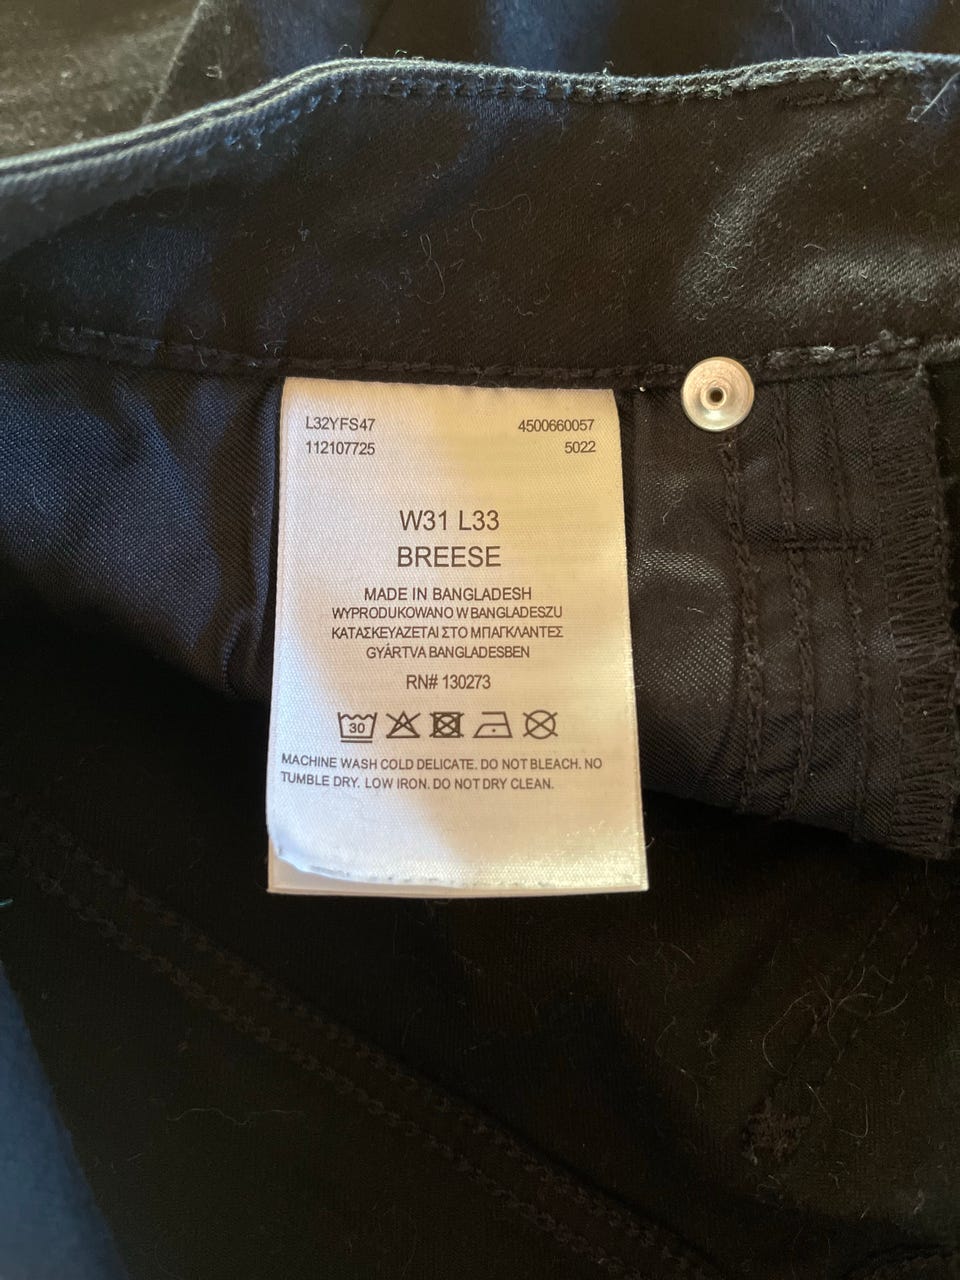 L32YFS47 4500660057
112107725 5022
W31 L33
BREESE
MADE IN BANGLADESH
WYPRODUKOWANO W BANGLADESZU
ΚΑΤΑΣΚΕΥΑΖΕΤΑΙ ΣΤΟ ΜΠΑΓΚΛΑΝΤΕΣ
GYÁRTVA BANGLADESBEN
RN# 130273
30
MACHINE WASH COLD DELICATE. DO NOT BLEACH. NO
TUMBLE DRY. LOW IRON. DO NOT DRY CLEAN.